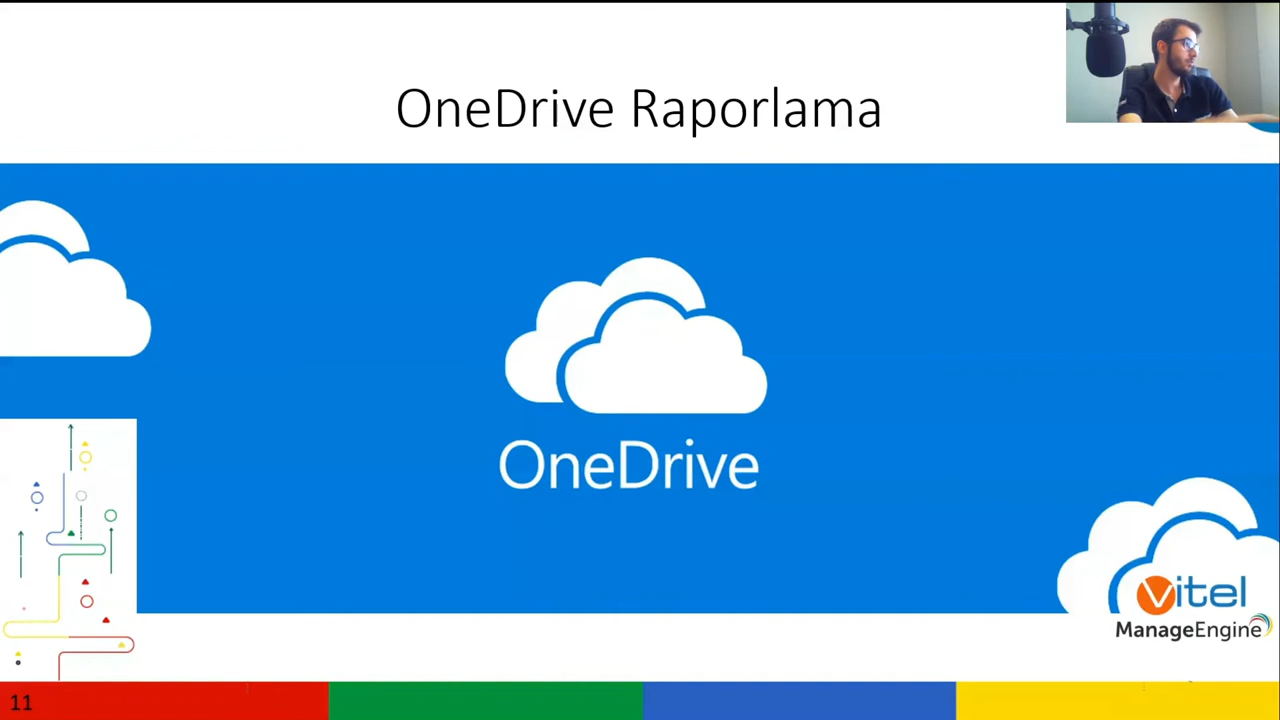 OneDrive Raporlama
OneDrive
vitel
ManageEngine
11